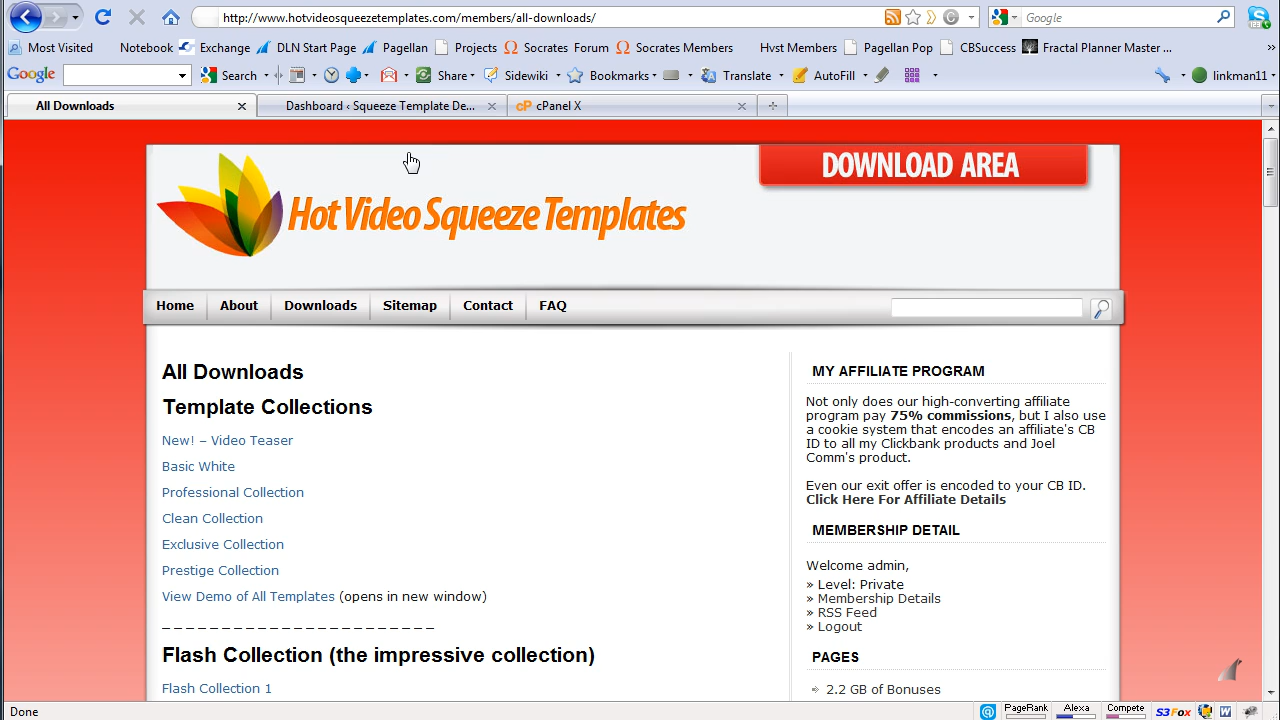 http://www.hotvideosqueezetemplates.com/members/all-downloads/
Google
Most Visited Notebook Exchange DLN Start Page Pagellan Projects Socrates Forum Socrates Members Hvst Members Pagellan Pop CBSuccess Fractal Planner Master ... »
Google Search Share Sidewiki Bookmarks Translate AutoFill linkman11
All Downloads Dashboard ‹ Squeeze Template De... cP cPanel X
DOWNLOAD AREA
Hot Video Squeeze Templates
Home About Downloads Sitemap Contact FAQ
All Downloads
Template Collections
New! – Video Teaser
Basic White
Professional Collection
Clean Collection
Exclusive Collection
Prestige Collection
View Demo of All Templates (opens in new window)
_ _ _ _ _ _ _ _ _ _ _ _ _ _ _ _ _ _ _ _ _ _ _
Flash Collection (the impressive collection)
Flash Collection 1
MY AFFILIATE PROGRAM
Not only does our high-converting affiliate
program pay 75% commissions, but I also use
a cookie system that encodes an affiliate's CB
ID to all my Clickbank products and Joel
Comm's product.
Even our exit offer is encoded to your CB ID.
Click Here For Affiliate Details
MEMBERSHIP DETAIL
Welcome admin,
» Level: Private
» Membership Details
» RSS Feed
» Logout
PAGES
2.2 GB of Bonuses
Done PageRank Alexa Compete S3Fox